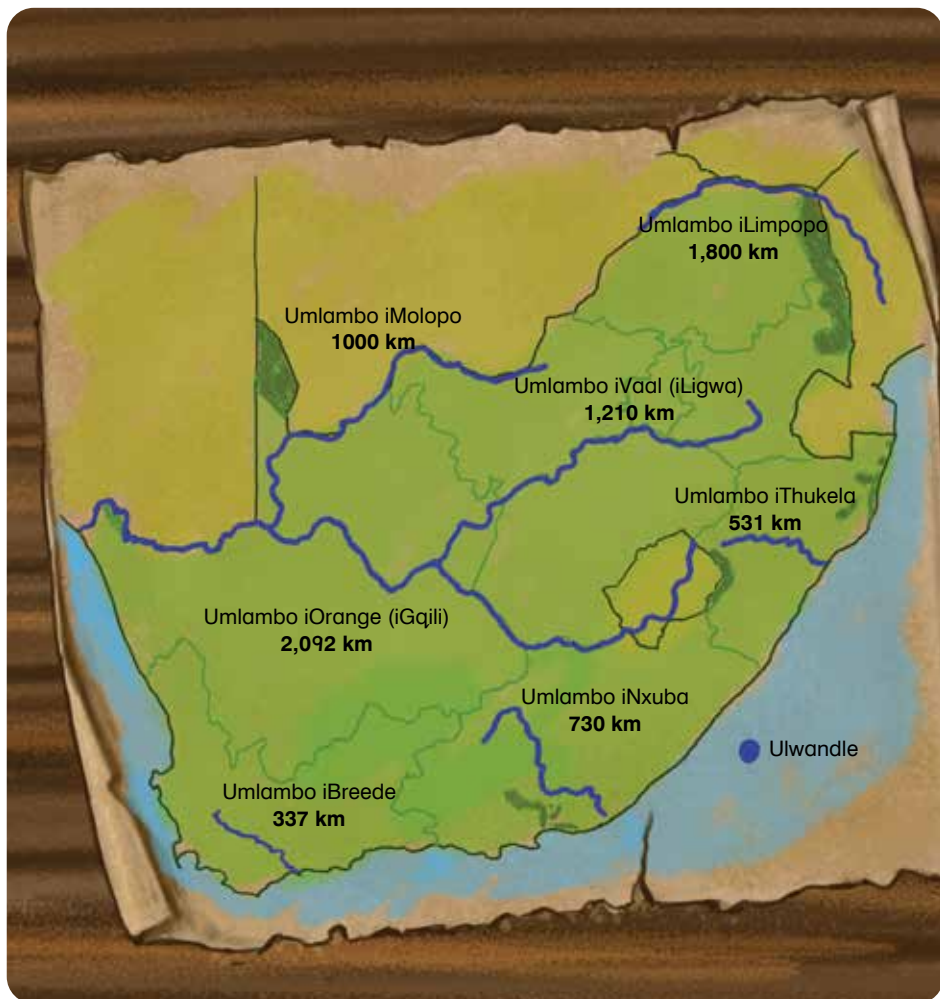 Umlambo iLimpopo
1,800 km
Umlambo iMolopo
1000 km
Umlambo iVaal (iLigwa)
1,210 km
Umlambo iThukela
531 km
Umlambo iOrange (iGqili)
2,092 km
Umlambo iNxuba
730 km
Ulwandle
Umlambo iBreede
337 km